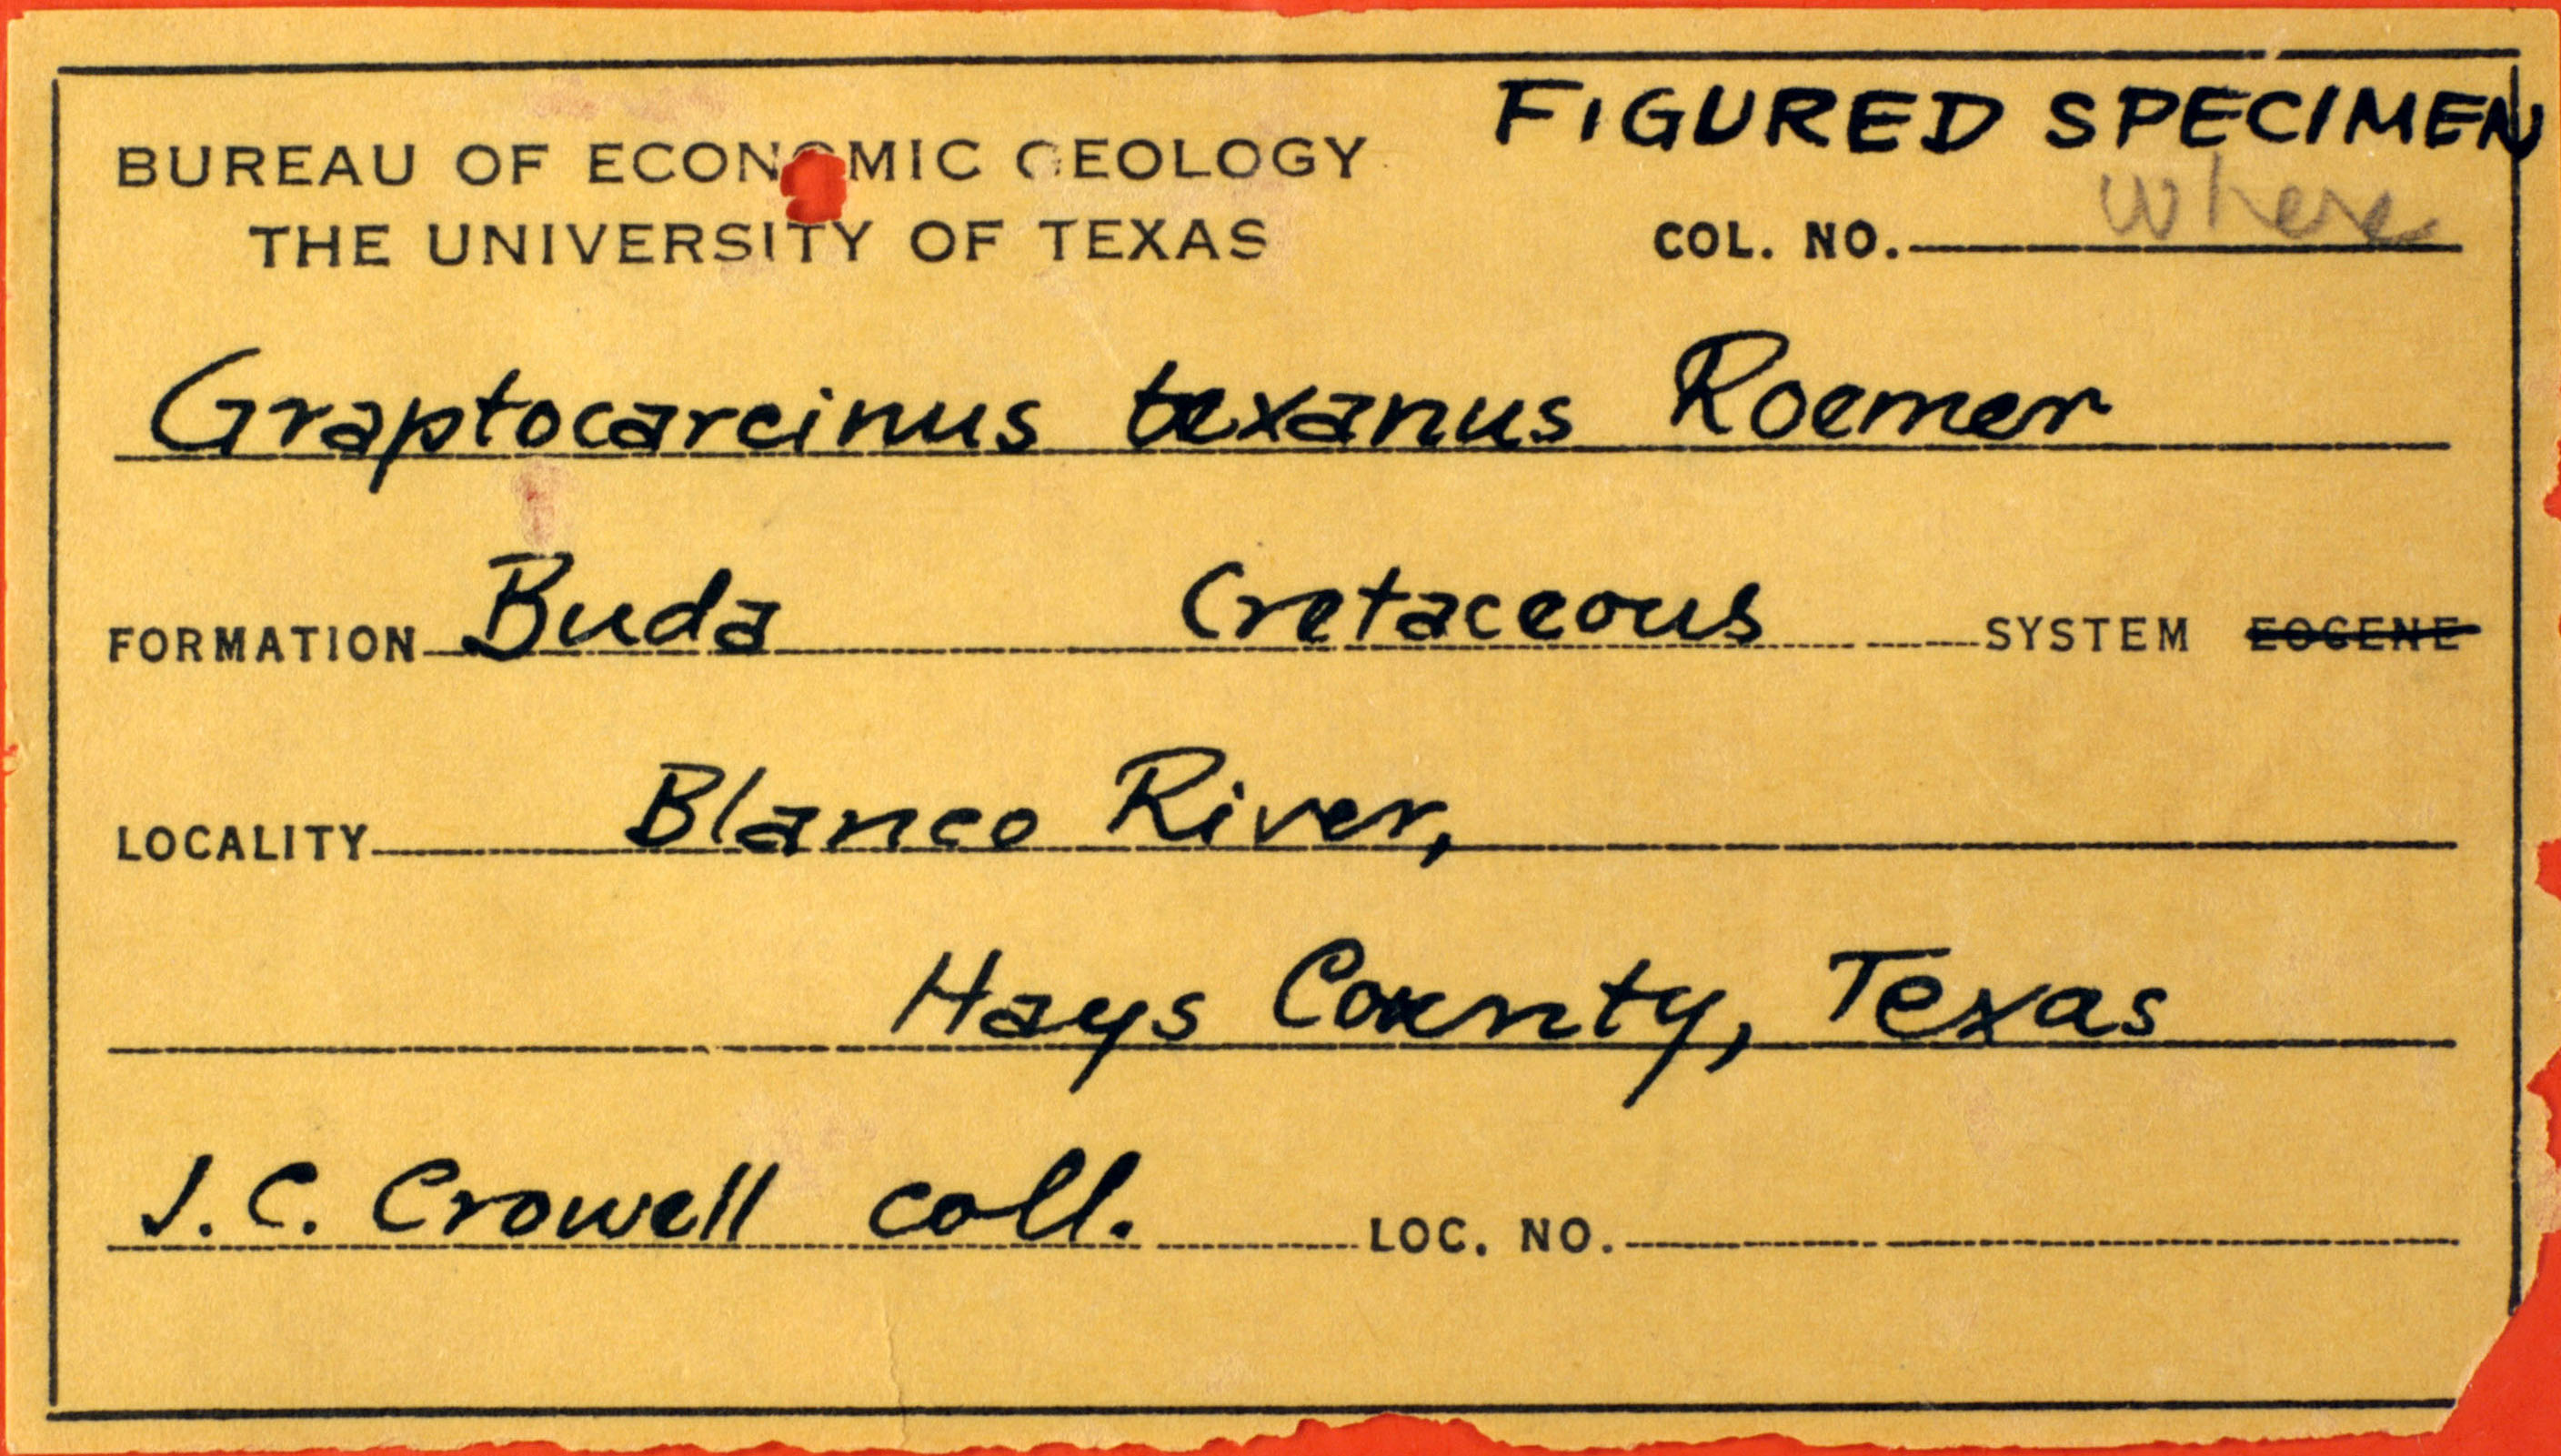 FIGURED SPECIMEN
BUREAU OF ECONOMIC GEOLOGY
THE UNIVERSITY OF TEXAS
COL. NO. where
Graptocarcinus texanus Roemer
FORMATION Buda Cretaceous SYSTEM EOCENE
LOCALITY Blanco River,
Hays County, Texas
J. C. Crowell coll. LOC. NO.